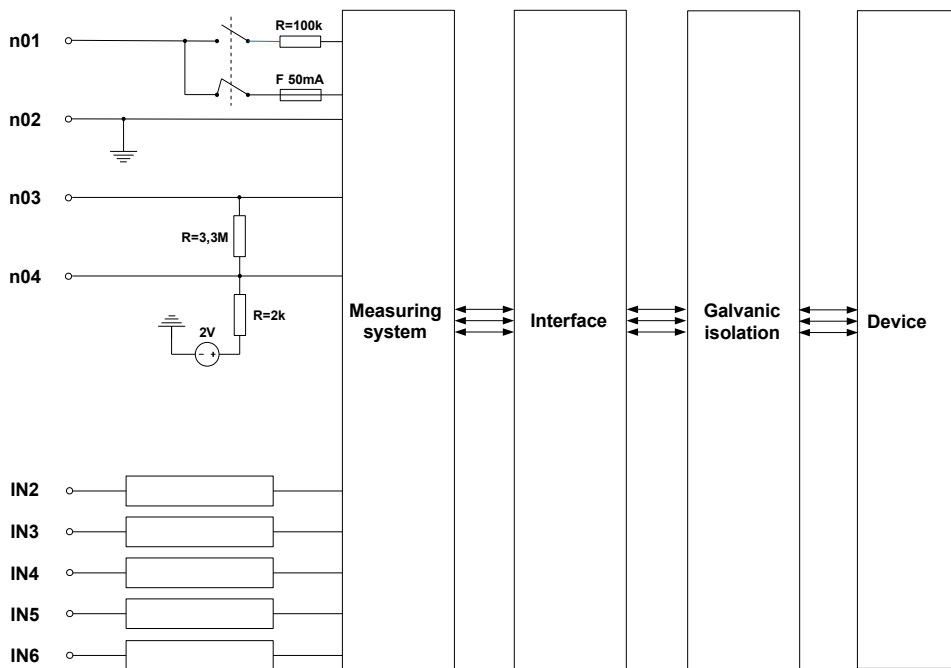 n01
R=100k
F 50mA
n02
n03
R=3,3M
n04
R=2k
2V
- +
Measuring
system
Interface
Galvanic
isolation
Device
IN2
IN3
IN4
IN5
IN6